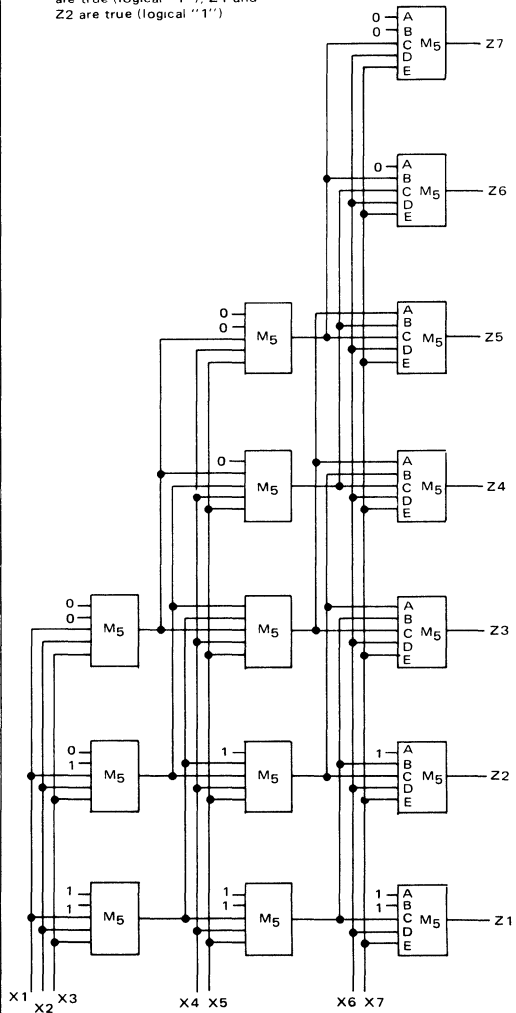 are true (logical "1"), Z1 and
Z2 are true (logical "1")
0 A
0 B
C
D
E
M5
Z7
0 A
B
C
D
E
M5
Z6
0
0
M5
A
B
C
D
E
M5
Z5
0
M5
A
B
C
D
E
M5
Z4
0
0
M5
M5
A
B
C
D
E
M5
Z3
0
1
M5
1
M5
1 A
B
C
D
E
M5
Z2
1
1
M5
1
1
M5
1 A
1 B
C
D
E
M5
Z1
X1 X2 X3 X4 X5 X6 X7